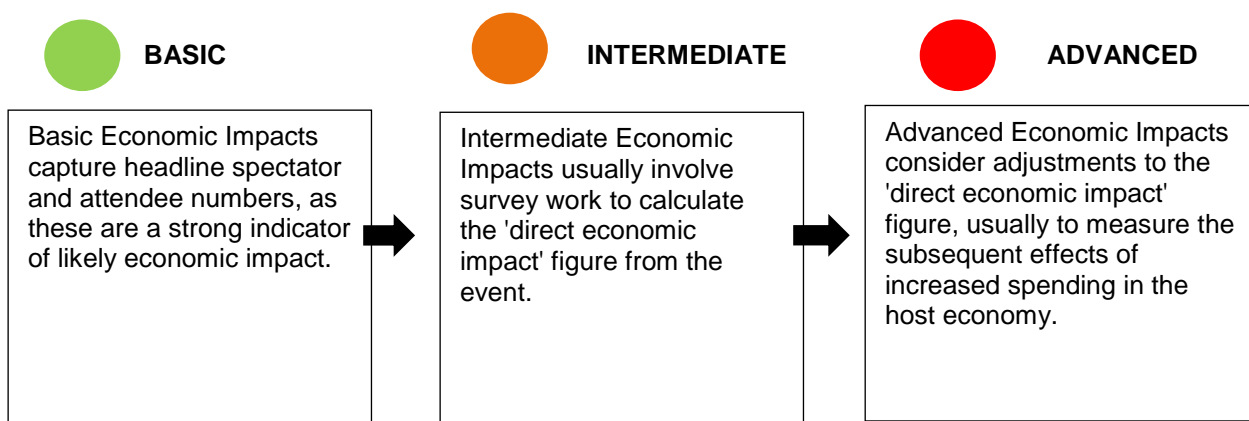 BASIC
INTERMEDIATE
ADVANCED
Basic Economic Impacts
capture headline spectator
and attendee numbers, as
these are a strong indicator
of likely economic impact.
Intermediate Economic
Impacts usually involve
survey work to calculate
the 'direct economic
impact' figure from the
event.
Advanced Economic Impacts
consider adjustments to the
'direct economic impact'
figure, usually to measure the
subsequent effects of
increased spending in the
host economy.